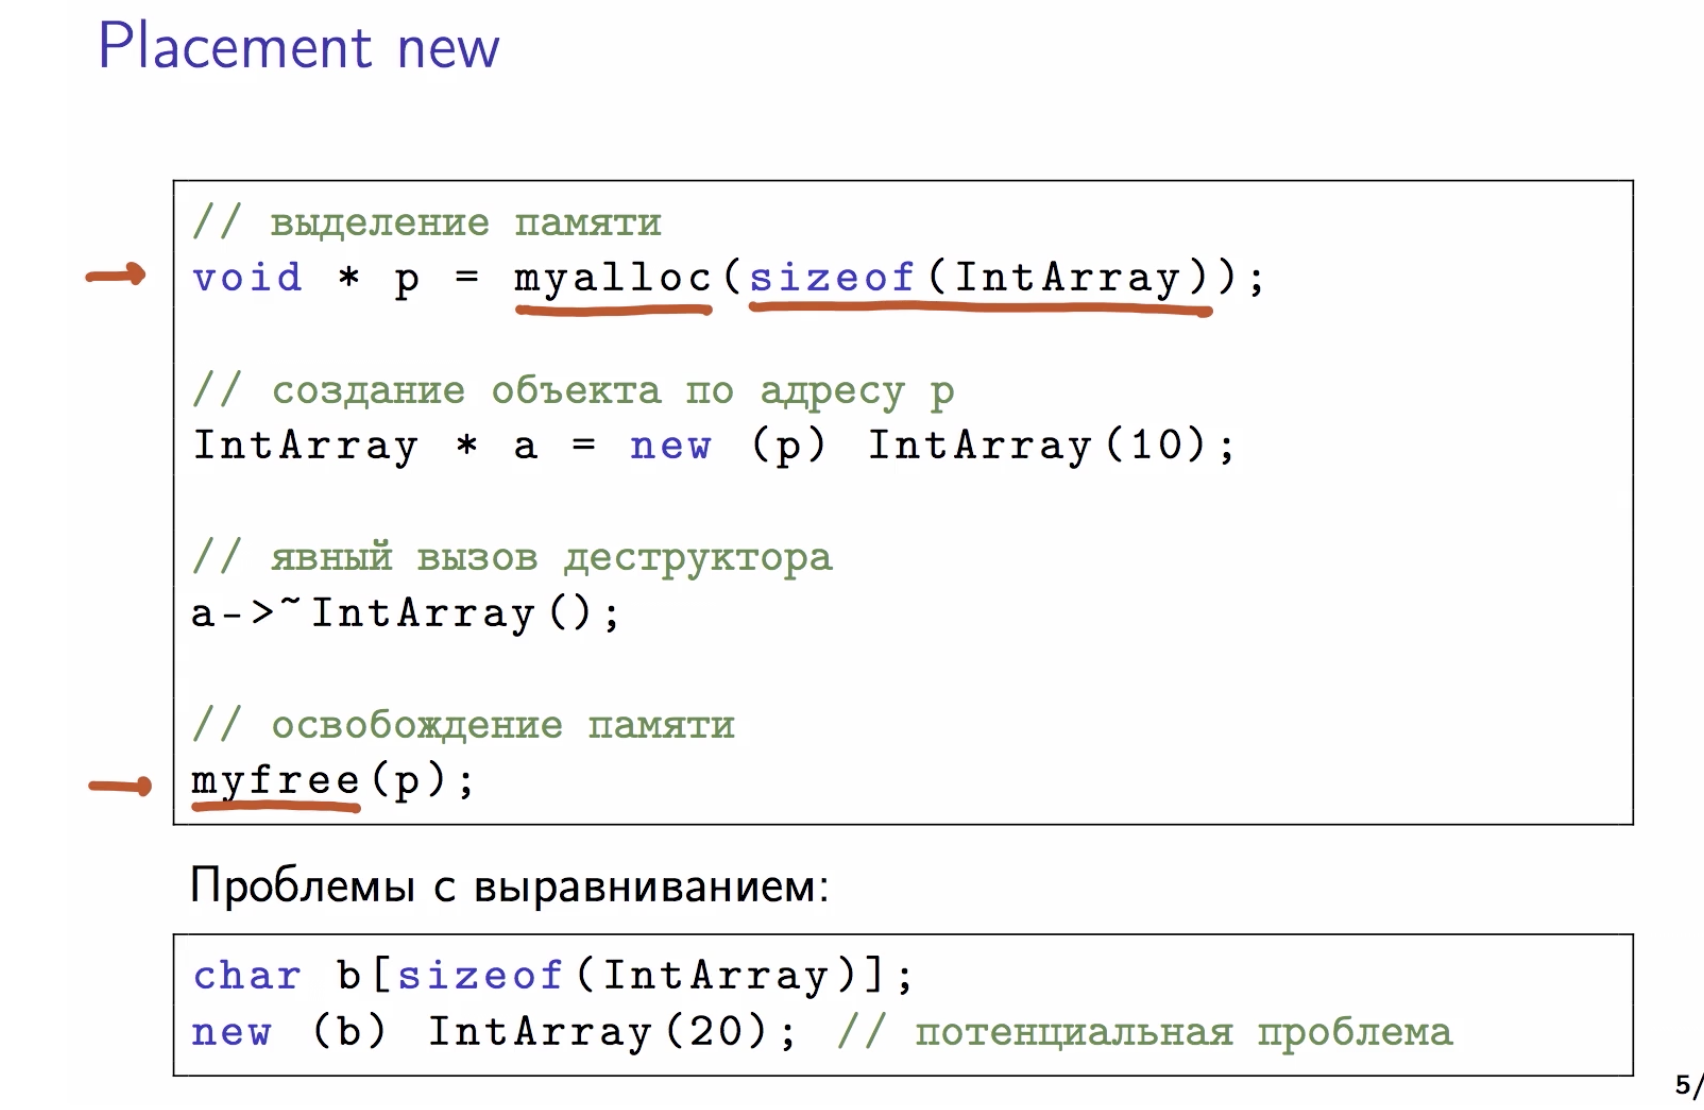 Placement new
// выделение памяти
void * p = myalloc(sizeof(IntArray));
// создание объекта по адресу p
IntArray * a = new (p) IntArray(10);
// явный вызов деструктора
a->~IntArray();
// освобождение памяти
myfree(p);
Проблемы с выравниванием:
char b[sizeof(IntArray)];
new (b) IntArray(20); // потенциальная проблема
5/